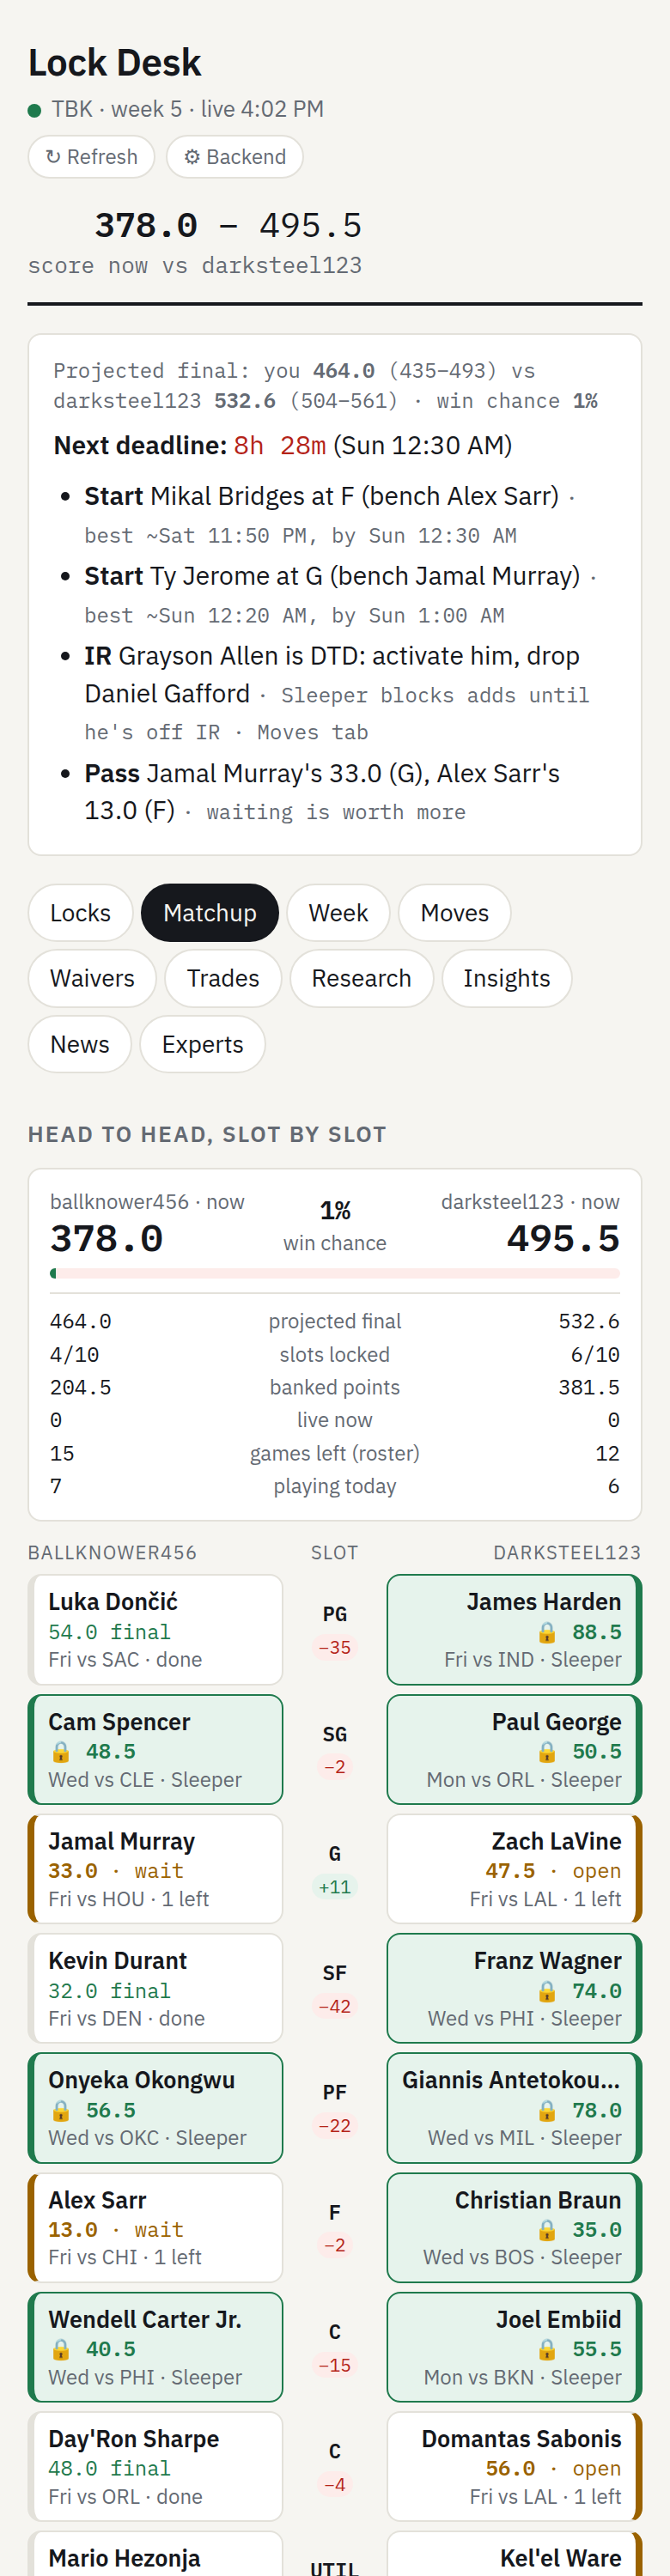 Lock Desk
TBK · week 5 · live 4:02 PM
↻ Refresh
⚙ Backend
378.0 – 495.5
score now vs darksteel123
Projected final: you 464.0 (435–493) vs
darksteel123 532.6 (504–561) · win chance 1%
Next deadline: 8h 28m (Sun 12:30 AM)
• Start Mikal Bridges at F (bench Alex Sarr) ·
best ~Sat 11:50 PM, by Sun 12:30 AM
• Start Ty Jerome at G (bench Jamal Murray) ·
best ~Sun 12:20 AM, by Sun 1:00 AM
• IR Grayson Allen is DTD: activate him, drop
Daniel Gafford · Sleeper blocks adds until
he's off IR · Moves tab
• Pass Jamal Murray's 33.0 (G), Alex Sarr's
13.0 (F) · waiting is worth more
Locks Matchup Week Moves
Waivers Trades Research Insights
News Experts
HEAD TO HEAD, SLOT BY SLOT
ballknower456 · now
378.0
1%
win chance
darksteel123 · now
495.5
464.0 projected final 532.6
4/10 slots locked 6/10
204.5 banked points 381.5
0 live now 0
15 games left (roster) 12
7 playing today 6
BALLKNOWER456 SLOT DARKSTEEL123
Luka Dončić
54.0 final
Fri vs SAC · done
PG
−35
James Harden
🔒 88.5
Fri vs IND · Sleeper
Cam Spencer
🔒 48.5
Wed vs CLE · Sleeper
SG
−2
Paul George
🔒 50.5
Mon vs ORL · Sleeper
Jamal Murray
33.0 · wait
Fri vs HOU · 1 left
G
+11
Zach LaVine
47.5 · open
Fri vs LAL · 1 left
Kevin Durant
32.0 final
Fri vs DEN · done
SF
−42
Franz Wagner
🔒 74.0
Wed vs PHI · Sleeper
Onyeka Okongwu
🔒 56.5
Wed vs OKC · Sleeper
PF
−22
Giannis Antetokou...
🔒 78.0
Wed vs MIL · Sleeper
Alex Sarr
13.0 · wait
Fri vs CHI · 1 left
F
−2
Christian Braun
🔒 35.0
Wed vs BOS · Sleeper
Wendell Carter Jr.
🔒 40.5
Wed vs PHI · Sleeper
C
−15
Joel Embiid
🔒 55.5
Mon vs BKN · Sleeper
Day'Ron Sharpe
48.0 final
Fri vs ORL · done
C
−4
Domantas Sabonis
56.0 · open
Fri vs LAL · 1 left
Mario Hezonja
UTIL
Kel'el Ware